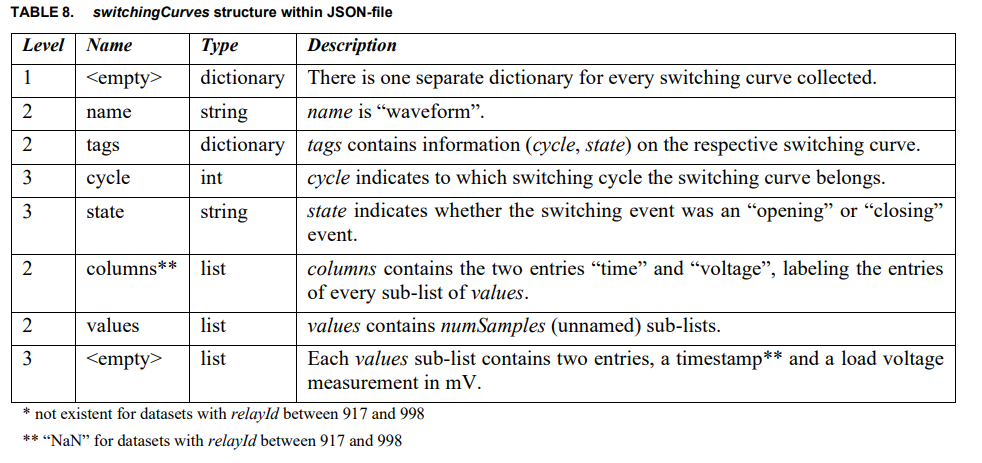 TABLE 8. switchingCurves structure within JSON-file
Level Name Type Description
1 <empty> dictionary There is one separate dictionary for every switching curve collected.
2 name string name is “waveform”.
2 tags dictionary tags contains information (cycle, state) on the respective switching curve.
3 cycle int cycle indicates to which switching cycle the switching curve belongs.
3 state string state indicates whether the switching event was an “opening” or “closing”
event.
2 columns** list columns contains the two entries “time” and “voltage”, labeling the entries
of every sub-list of values.
2 values list values contains numSamples (unnamed) sub-lists.
3 <empty> list Each values sub-list contains two entries, a timestamp** and a load voltage
measurement in mV.
* not existent for datasets with relayId between 917 and 998
** “NaN” for datasets with relayId between 917 and 998